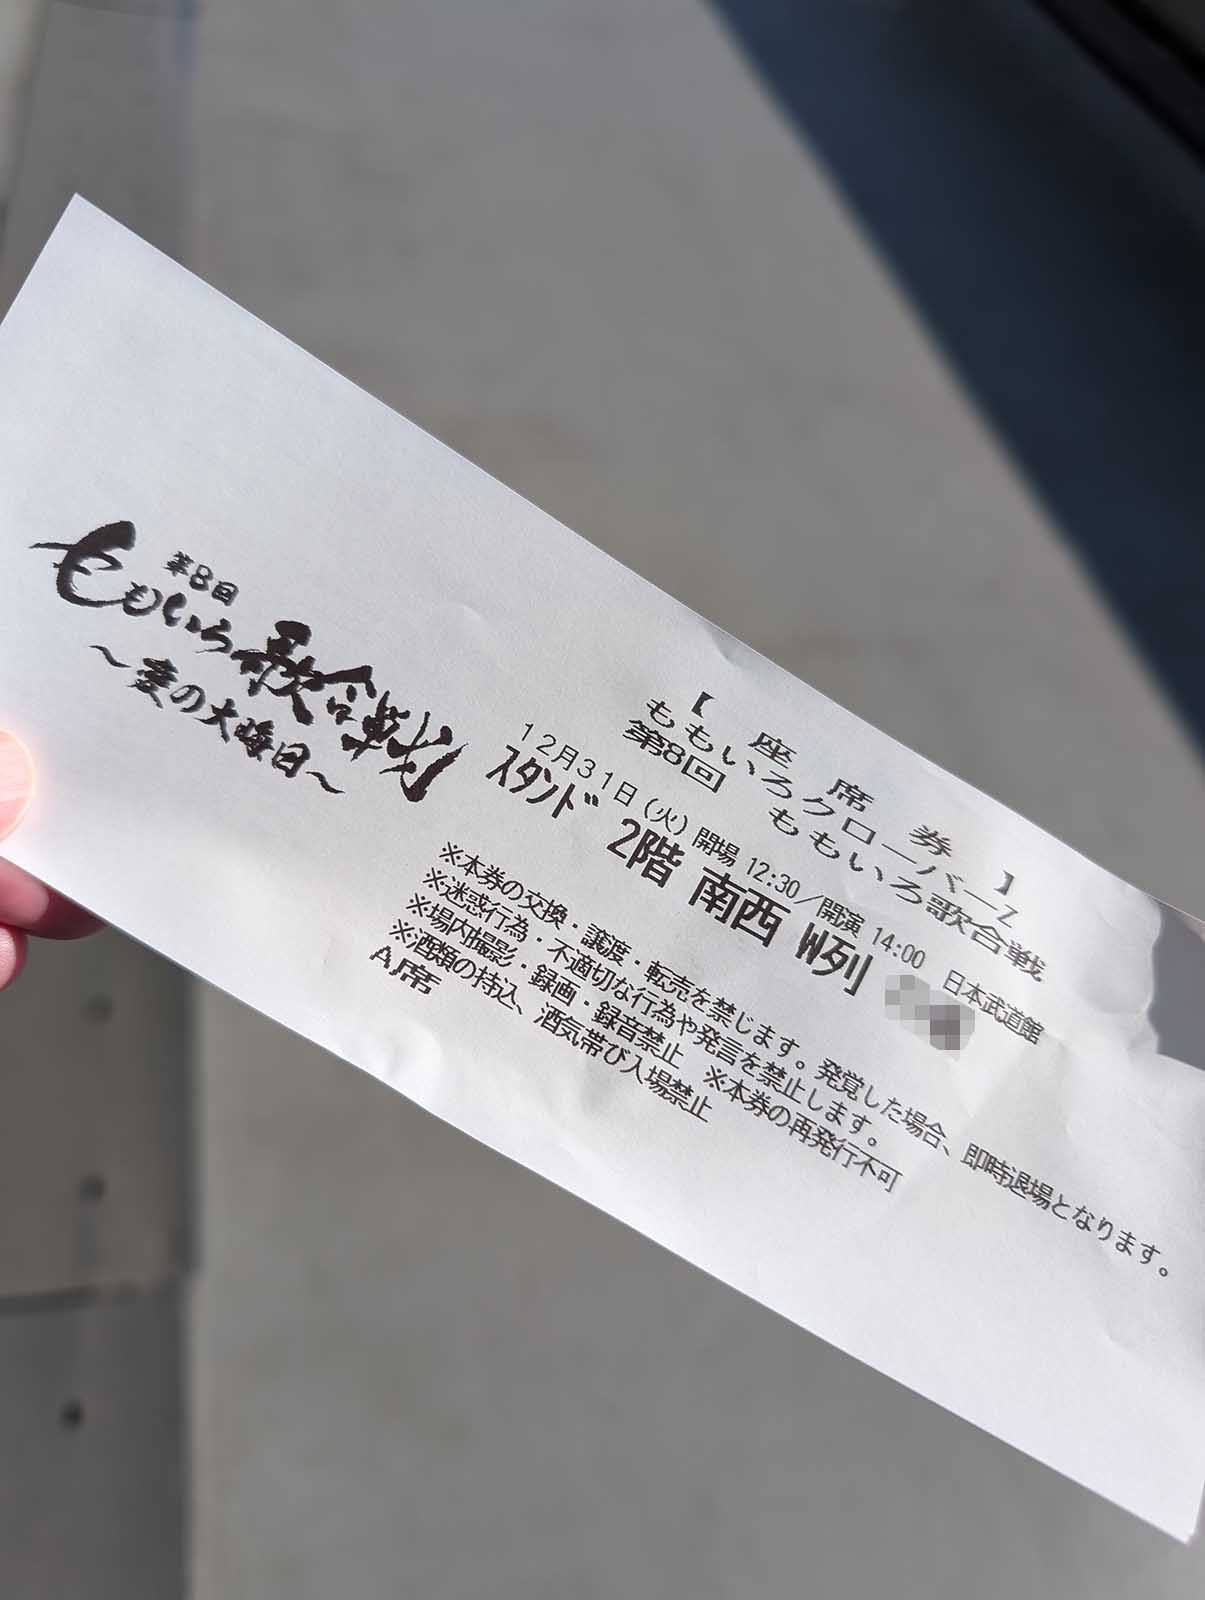 第8回
ももいろ歌合戦
～愛の大晦日～
【座席券】
ももいろクローバーZ
第8回 ももいろ歌合戦
12月31日（火）開場 12:30／開演 14:00 日本武道館
ｽﾀﾝﾄﾞ 2階 南西 W列
※本券の交換・譲渡・転売を禁じます。発覚した場合、即時退場となります。
※迷惑行為・不適切な行為や発言を禁止します。
※場内撮影・録画・録音禁止 ※本券の再発行不可
※酒類の持込、酒気帯び入場禁止
A席